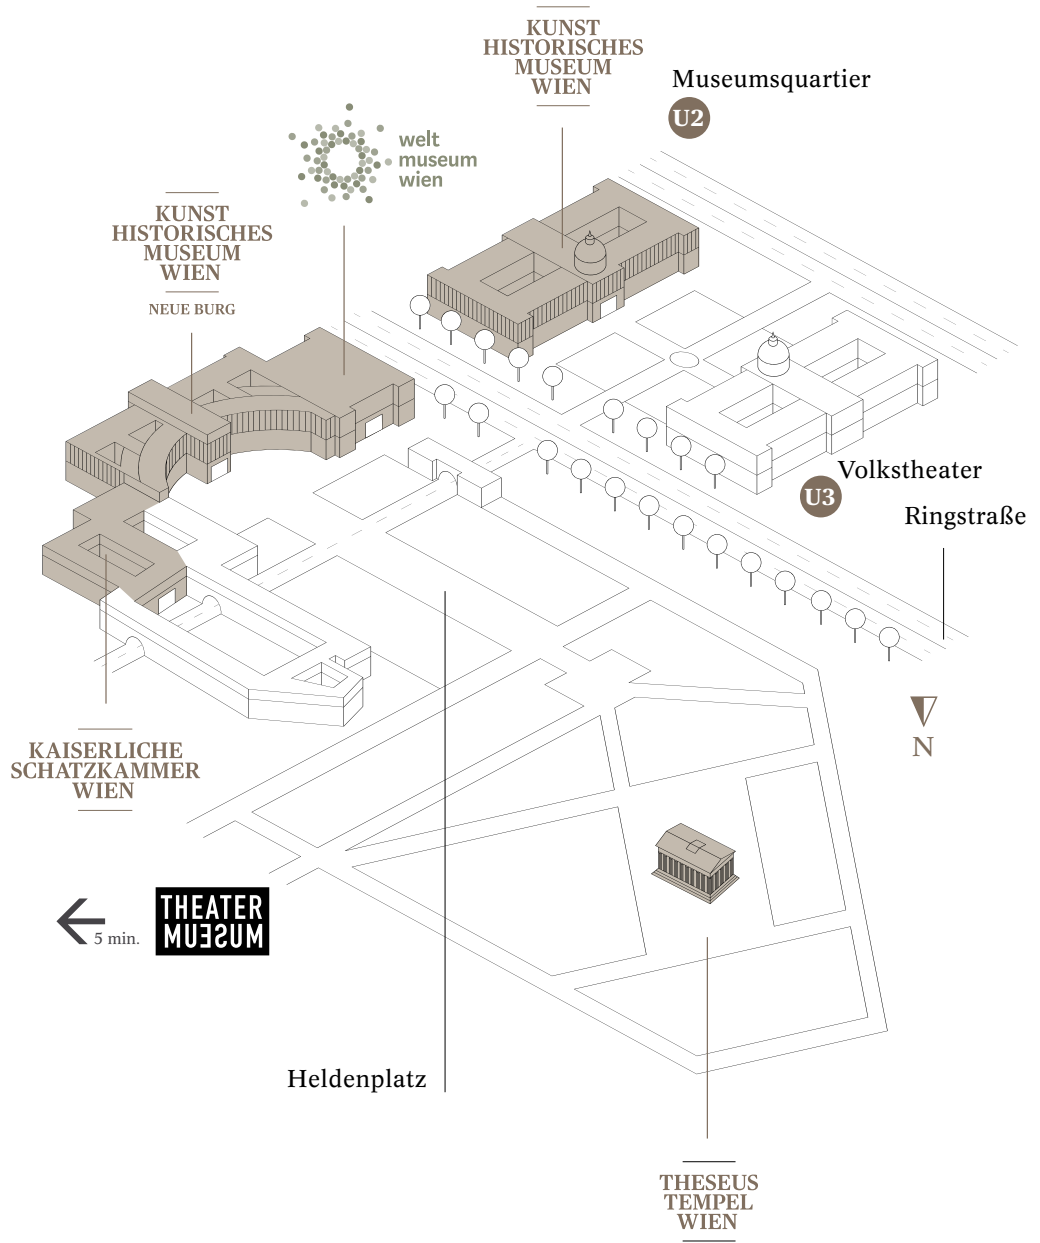 KUNST
HISTORISCHES
MUSEUM
WIEN
Museumsquartier
U2
welt
museum
wien
KUNST
HISTORISCHES
MUSEUM
WIEN
NEUE BURG
Volkstheater
U3
Ringstraße
N
KAISERLICHE
SCHATZKAMMER
WIEN
THEATER
MUSEUM
5 min.
Heldenplatz
THESEUS
TEMPEL
WIEN